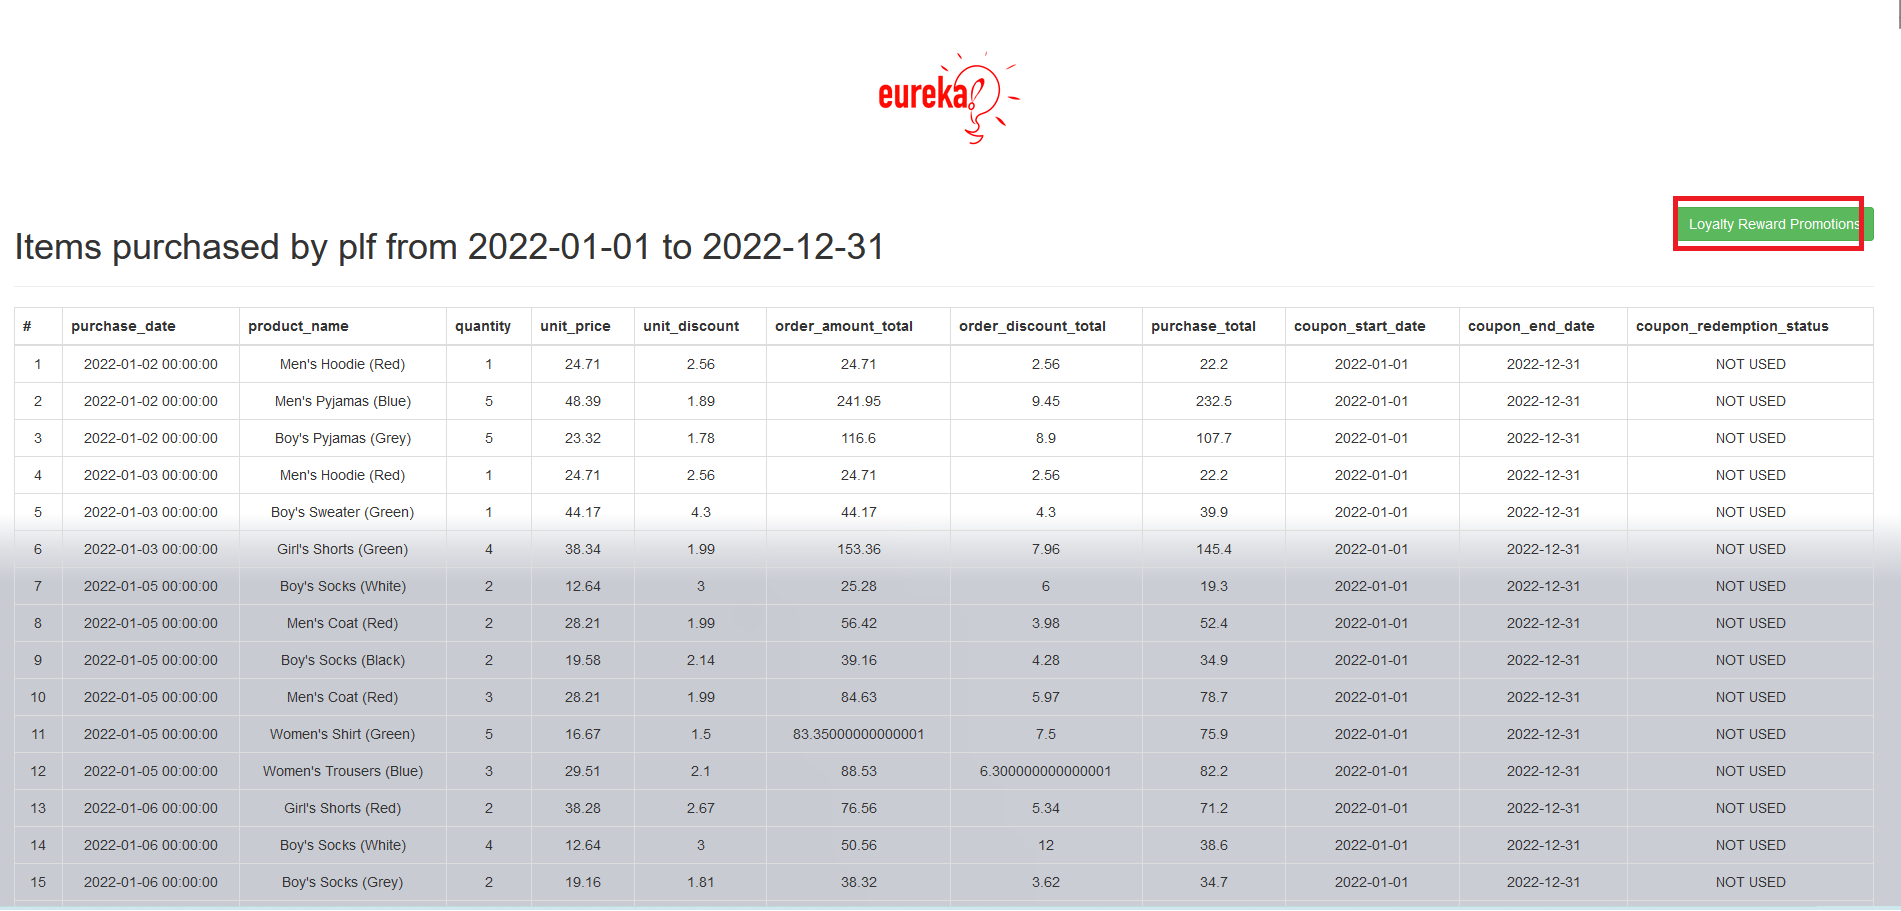 eureka!
Loyalty Reward Promotions
Items purchased by plf from 2022-01-01 to 2022-12-31
# purchase_date product_name quantity unit_price unit_discount order_amount_total order_discount_total purchase_total coupon_start_date coupon_end_date coupon_redemption_status
1 2022-01-02 00:00:00 Men's Hoodie (Red) 1 24.71 2.56 24.71 2.56 22.2 2022-01-01 2022-12-31 NOT USED
2 2022-01-02 00:00:00 Men's Pyjamas (Blue) 5 48.39 1.89 241.95 9.45 232.5 2022-01-01 2022-12-31 NOT USED
3 2022-01-02 00:00:00 Boy's Pyjamas (Grey) 5 23.32 1.78 116.6 8.9 107.7 2022-01-01 2022-12-31 NOT USED
4 2022-01-03 00:00:00 Men's Hoodie (Red) 1 24.71 2.56 24.71 2.56 22.2 2022-01-01 2022-12-31 NOT USED
5 2022-01-03 00:00:00 Boy's Sweater (Green) 1 44.17 4.3 44.17 4.3 39.9 2022-01-01 2022-12-31 NOT USED
6 2022-01-03 00:00:00 Girl's Shorts (Green) 4 38.34 1.99 153.36 7.96 145.4 2022-01-01 2022-12-31 NOT USED
7 2022-01-05 00:00:00 Boy's Socks (White) 2 12.64 3 25.28 6 19.3 2022-01-01 2022-12-31 NOT USED
8 2022-01-05 00:00:00 Men's Coat (Red) 2 28.21 1.99 56.42 3.98 52.4 2022-01-01 2022-12-31 NOT USED
9 2022-01-05 00:00:00 Boy's Socks (Black) 2 19.58 2.14 39.16 4.28 34.9 2022-01-01 2022-12-31 NOT USED
10 2022-01-05 00:00:00 Men's Coat (Red) 3 28.21 1.99 84.63 5.97 78.7 2022-01-01 2022-12-31 NOT USED
11 2022-01-05 00:00:00 Women's Shirt (Green) 5 16.67 1.5 83.35000000000001 7.5 75.9 2022-01-01 2022-12-31 NOT USED
12 2022-01-05 00:00:00 Women's Trousers (Blue) 3 29.51 2.1 88.53 6.300000000000001 82.2 2022-01-01 2022-12-31 NOT USED
13 2022-01-06 00:00:00 Girl's Shorts (Red) 2 38.28 2.67 76.56 5.34 71.2 2022-01-01 2022-12-31 NOT USED
14 2022-01-06 00:00:00 Boy's Socks (White) 4 12.64 3 50.56 12 38.6 2022-01-01 2022-12-31 NOT USED
15 2022-01-06 00:00:00 Boy's Socks (Grey) 2 19.16 1.81 38.32 3.62 34.7 2022-01-01 2022-12-31 NOT USED